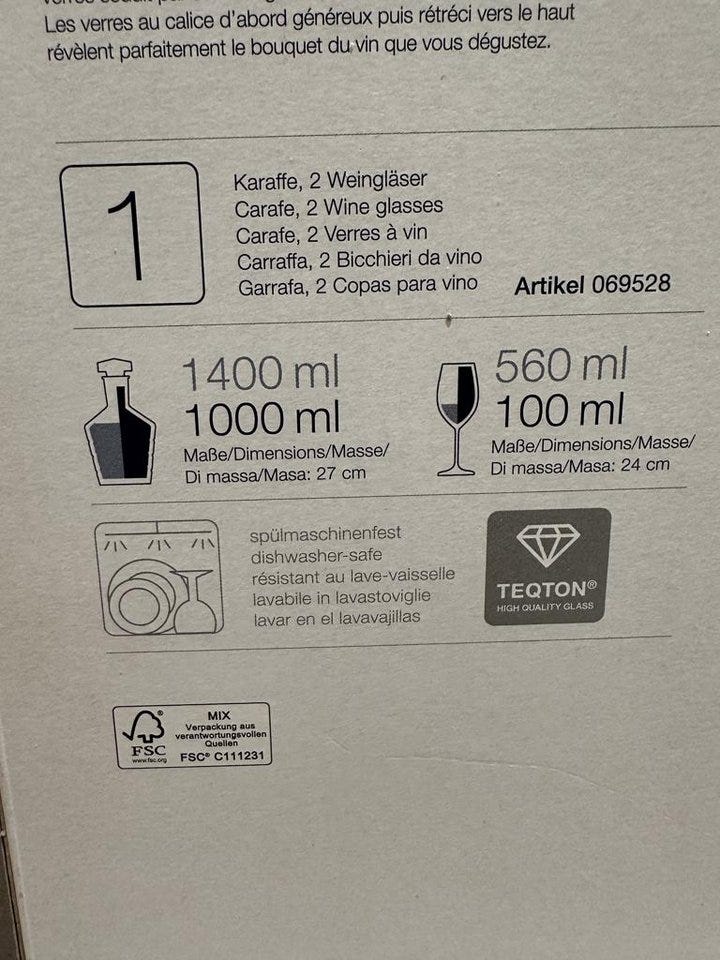 Les verres au calice d'abord généreux puis rétréci vers le haut
révèlent parfaitement le bouquet du vin que vous dégustez.
1
Karaffe, 2 Weingläser
Carafe, 2 Wine glasses
Carafe, 2 Verres à vin
Carraffa, 2 Bicchieri da vino
Garrafa, 2 Copas para vino
Artikel 069528
1400 ml
1000 ml
Maße/Dimensions/Masse/
Di massa/Masa: 27 cm
560 ml
100 ml
Maße/Dimensions/Masse/
Di massa/Masa: 24 cm
spülmaschinenfest
dishwasher-safe
résistant au lave-vaisselle
lavabile in lavastoviglie
lavar en el lavavajillas
TEQTON®
HIGH QUALITY GLASS
FSC
www.fsc.org
MIX
Verpackung aus
verantwortungsvollen
Quellen
FSC® C111231